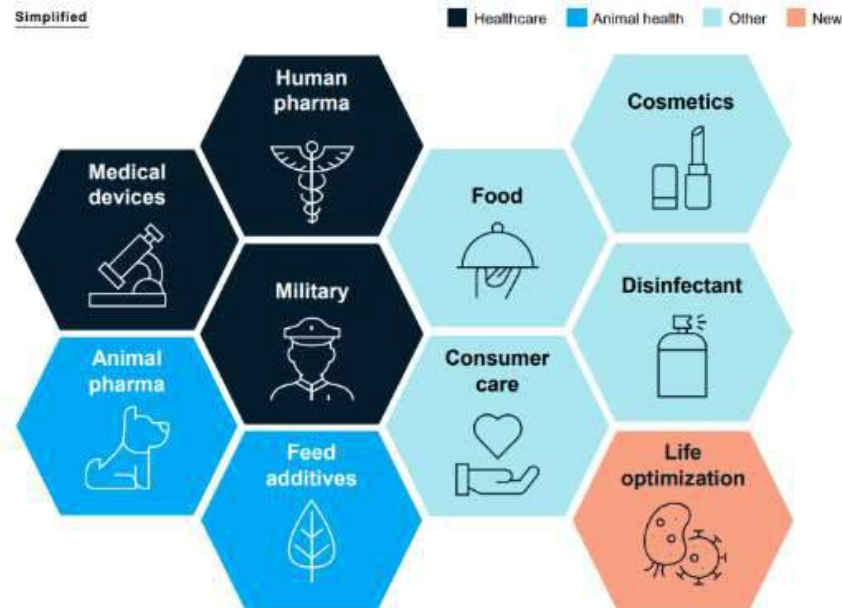 Simplified
Healthcare
Animal health
Other
New
Human
pharma
Cosmetics
Medical
devices
Food
Military
Disinfectant
Animal
pharma
Consumer
care
Feed
additives
Life
optimization